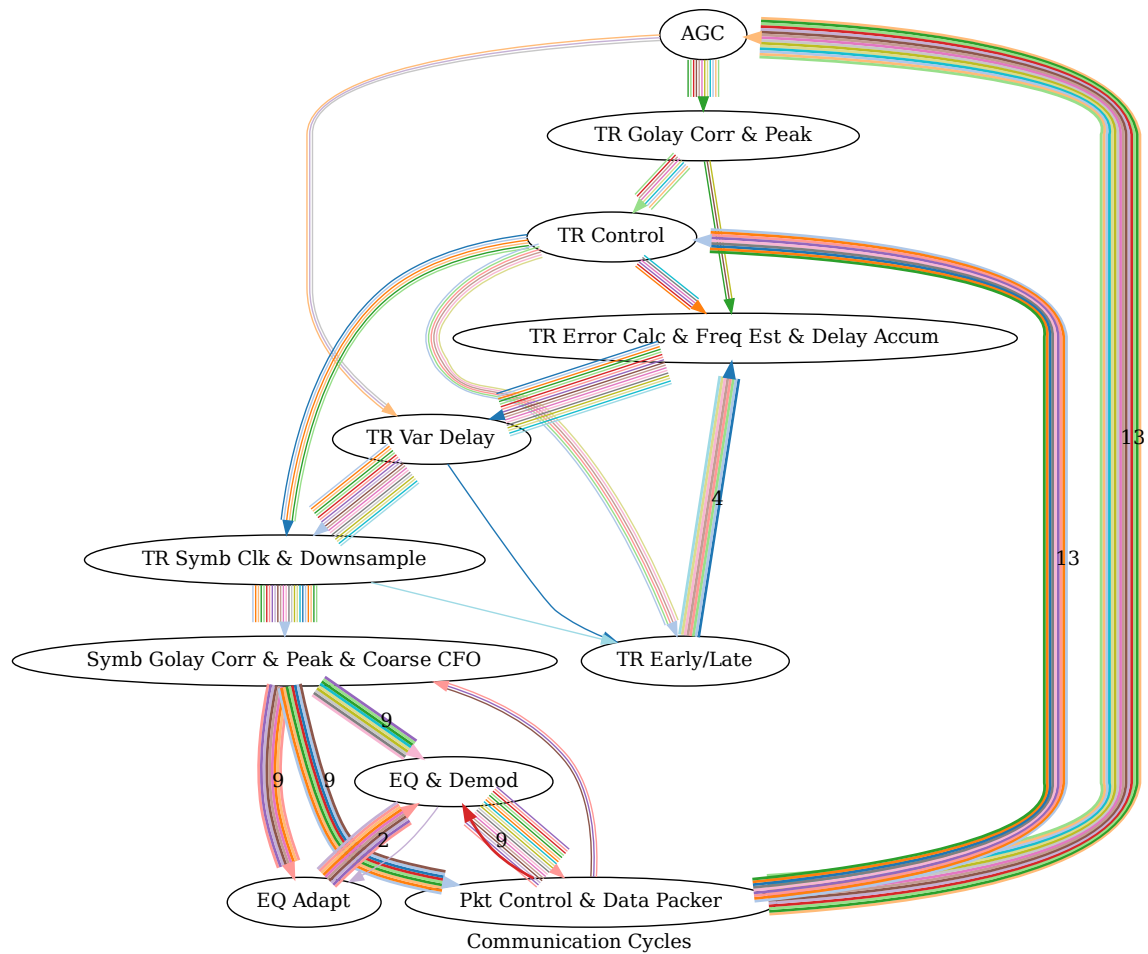 AGC
TR Golay Corr & Peak
TR Control
TR Error Calc & Freq Est & Delay Accum
TR Var Delay
13
4
TR Symb Clk & Downsample
13
Symb Golay Corr & Peak & Coarse CFO
TR Early/Late
9
EQ & Demod
9
9
2
9
EQ Adapt
Pkt Control & Data Packer
Communication Cycles